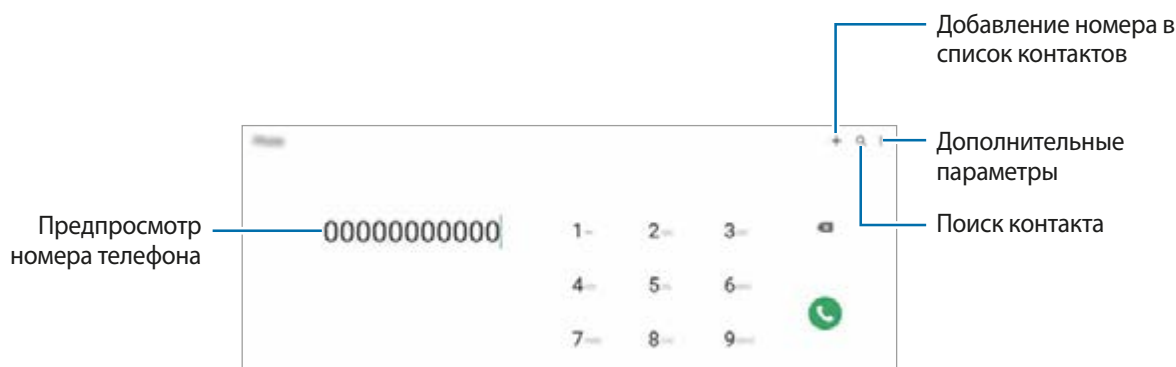 Добавление номера в
список контактов
Дополнительные
параметры
Предпросмотр
номера телефона
00000000000
1 2 3
Поиск контакта
4 5 6
7 8 9